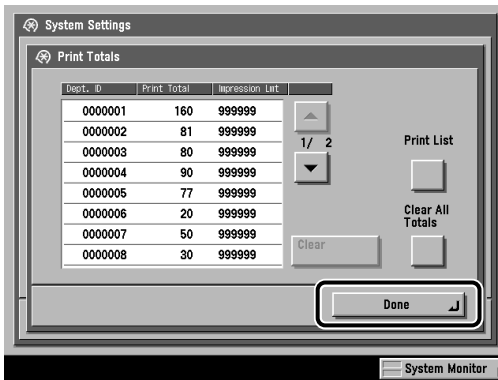 System Settings
Print Totals
Dept. ID Print Total Impression Lmt
0000001 160 999999
0000002 81 999999
0000003 80 999999
0000004 90 999999
0000005 77 999999
0000006 20 999999
0000007 50 999999
0000008 30 999999
1/ 2
Print List
Clear All
Totals
Clear
Done
System Monitor